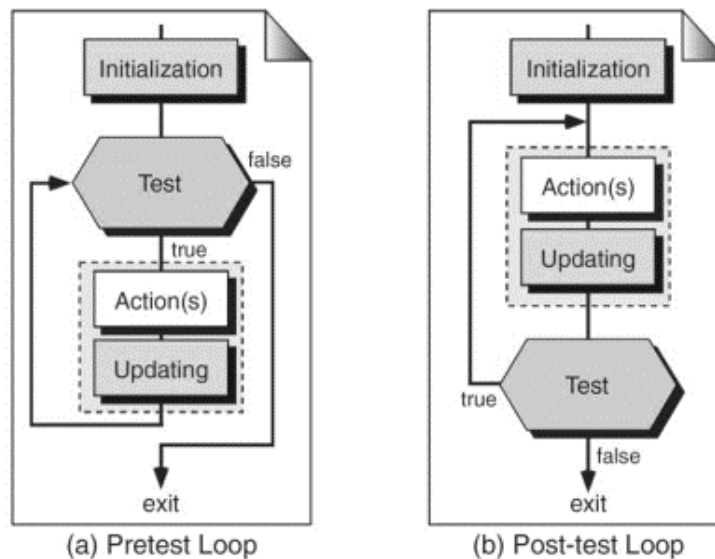 Initialization
Test
false
true
Action(s)
Updating
exit
(a) Pretest Loop
Initialization
Action(s)
Updating
Test
true
false
exit
(b) Post-test Loop